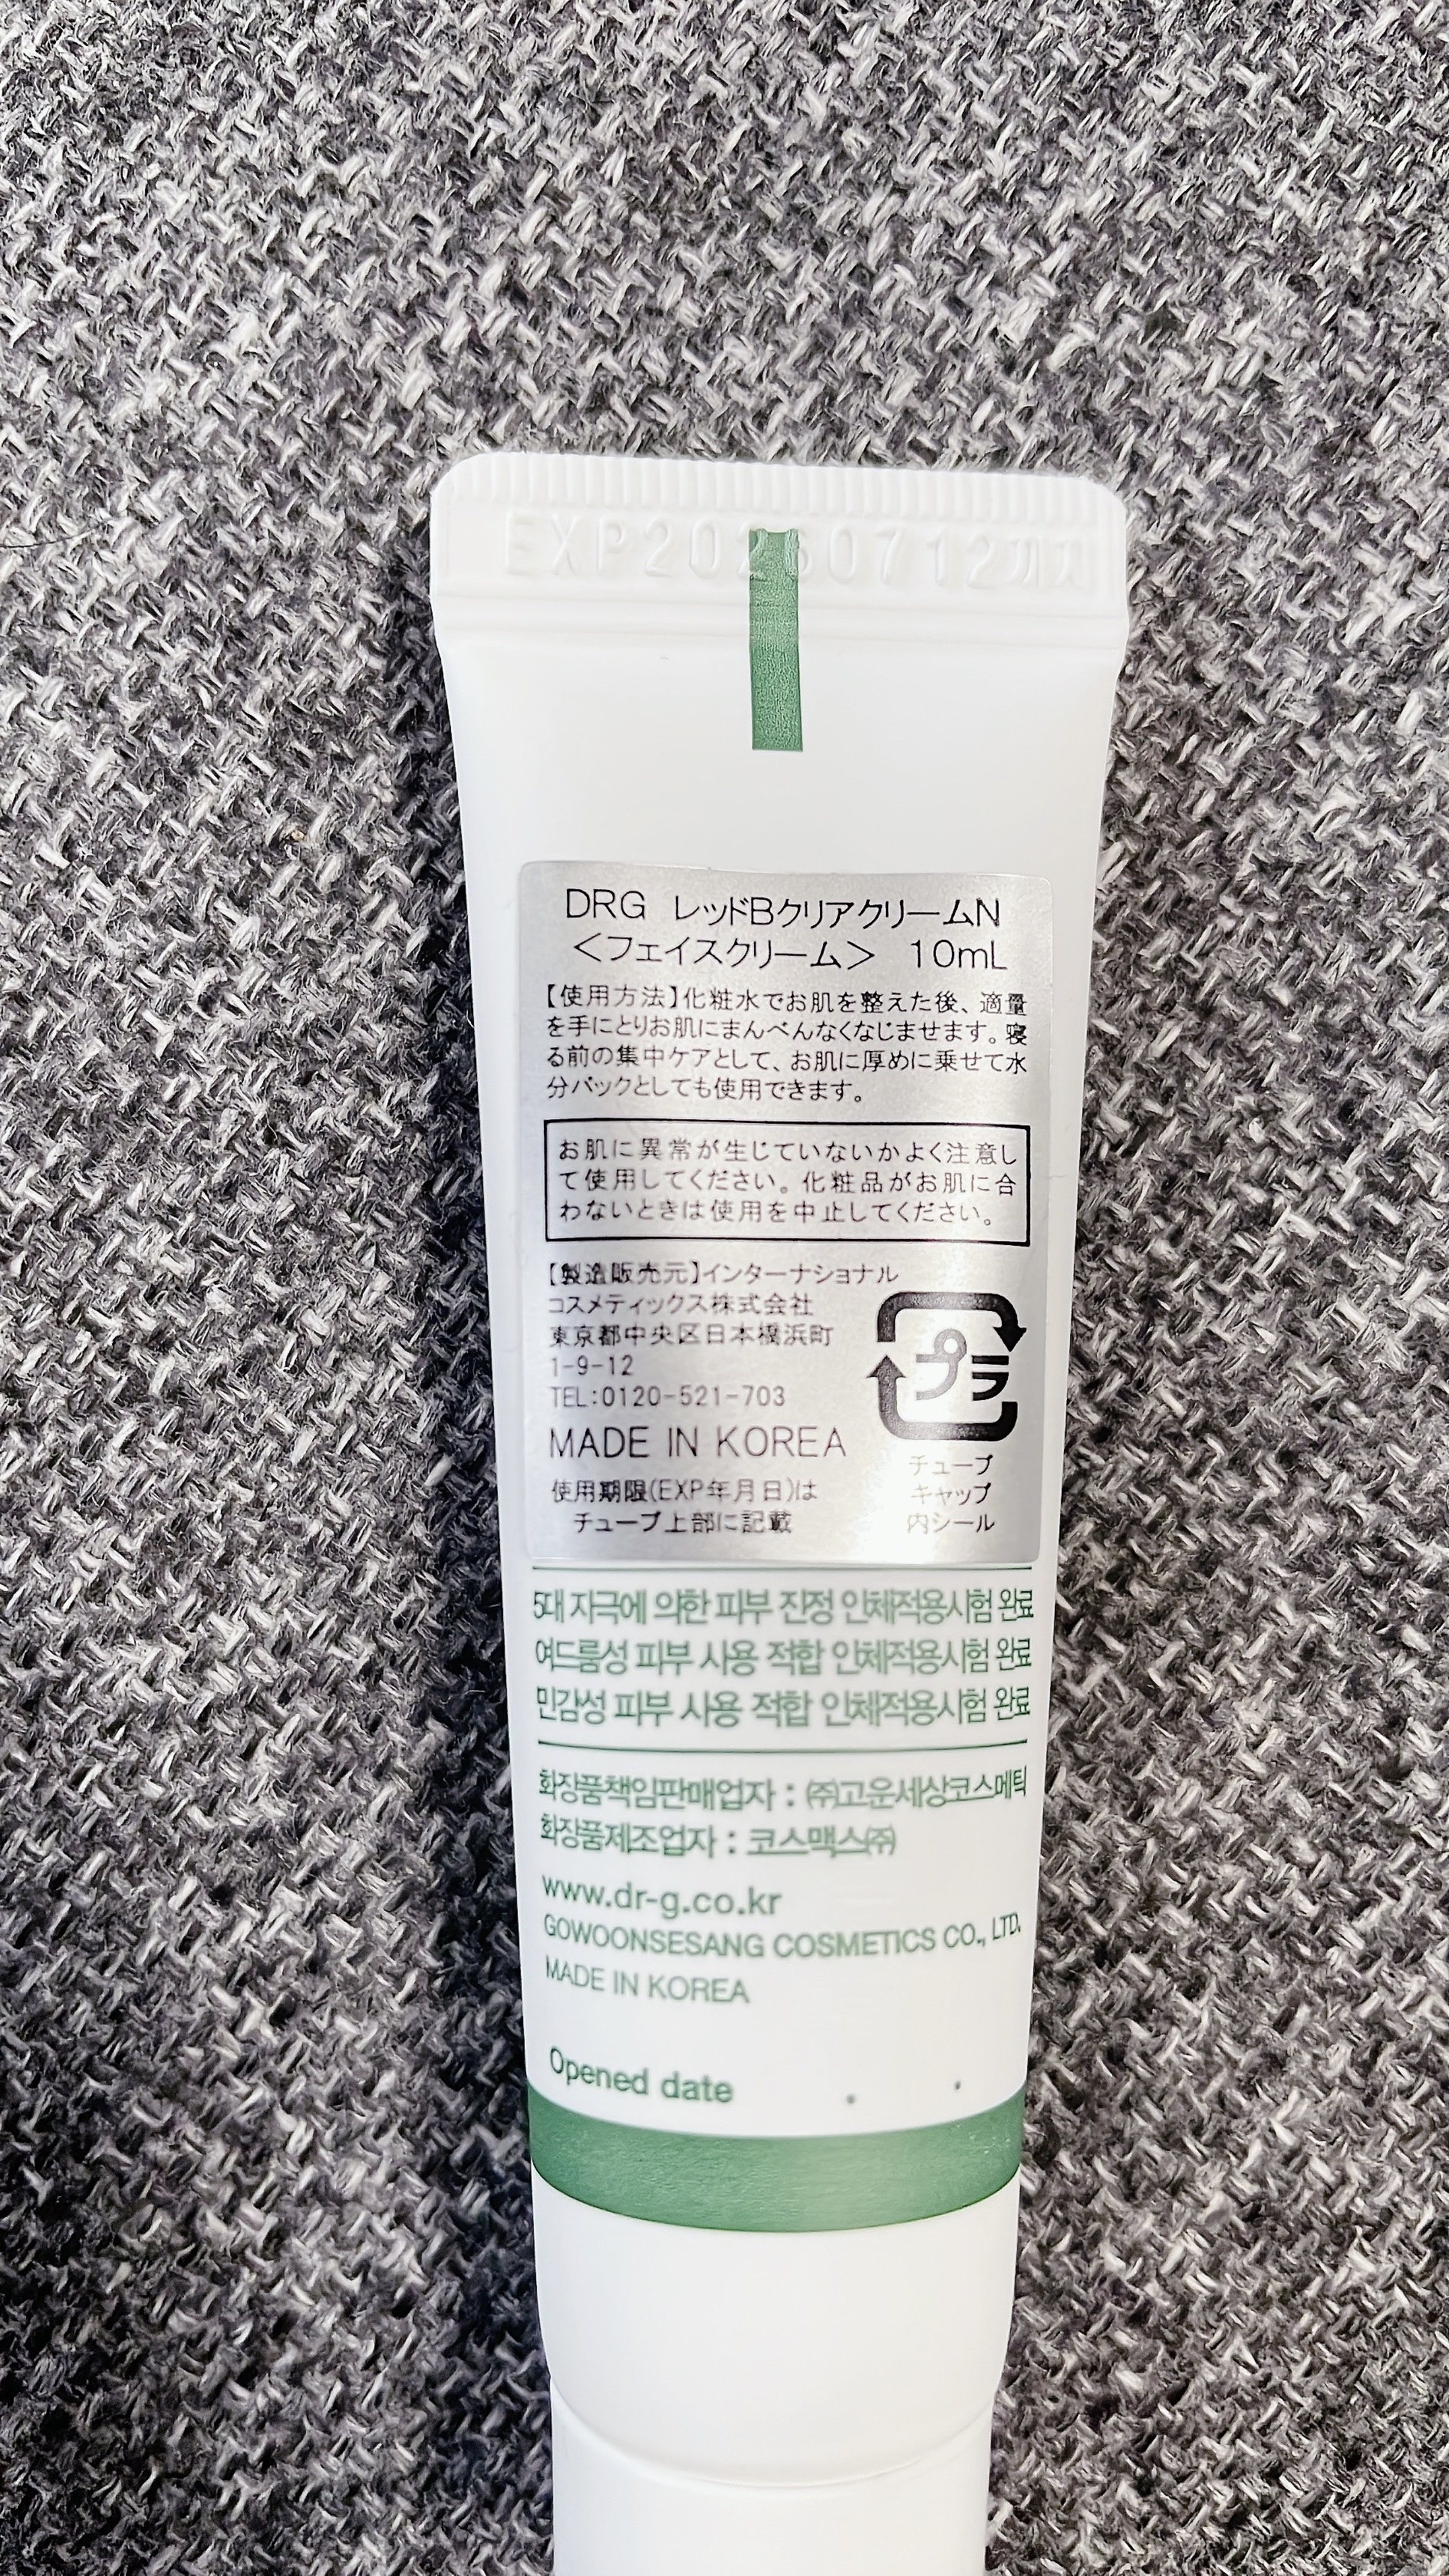 EXP20260712까지
DRG レッドBクリアクリームN
＜フェイスクリーム＞ 10mL
【使用方法】化粧水でお肌を整えた後、適量
を手にとりお肌にまんべんなくなじませます。寝
る前の集中ケアとして、お肌に厚めに乗せて水
分パックとしても使用できます。
お肌に異常が生じていないかよく注意し
て使用してください。化粧品がお肌に合
わないときは使用を中止してください。
【製造販売元】インターナショナル
コスメティックス株式会社
東京都中央区日本橋浜町
1-9-12
TEL:0120-521-703
MADE IN KOREA
使用期限(EXP年月日)は
チューブ上部に記載
プラ
チューブ
キャップ
内シール
5대 자극에 의한 피부 진정 인체적용시험 완료
여드름성 피부 사용 적합 인체적용시험 완료
민감성 피부 사용 적합 인체적용시험 완료
화장품책임판매업자 : ㈜고운세상코스메틱
화장품제조업자 : 코스맥스㈜
www.dr-g.co.kr
GOWOONSESANG COSMETICS CO., LTD.
MADE IN KOREA
Opened date . .